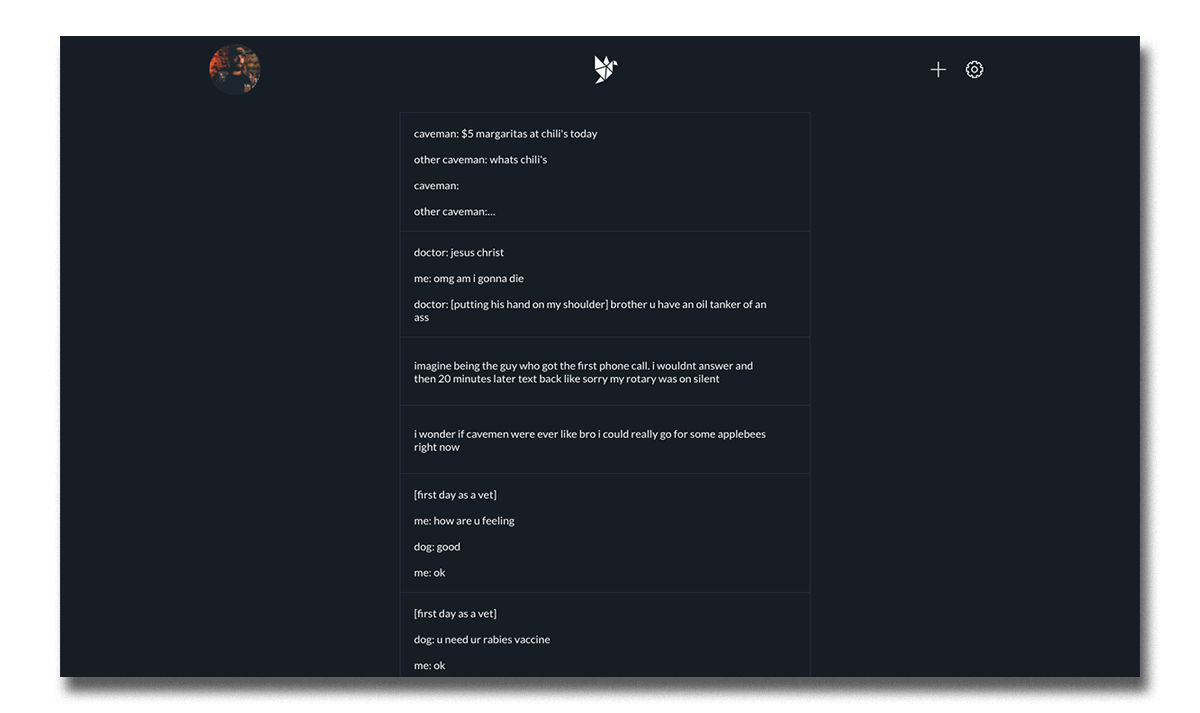 caveman: $5 margaritas at chili's today
other caveman: whats chili's
caveman:
other caveman:...
doctor: jesus christ
me: omg am i gonna die
doctor: [putting his hand on my shoulder] brother u have an oil tanker of an
ass
imagine being the guy who got the first phone call. i wouldnt answer and
then 20 minutes later text back like sorry my rotary was on silent
i wonder if cavemen were ever like bro i could really go for some applebees
right now
[first day as a vet]
me: how are u feeling
dog: good
me: ok
[first day as a vet]
dog: u need ur rabies vaccine
me: ok